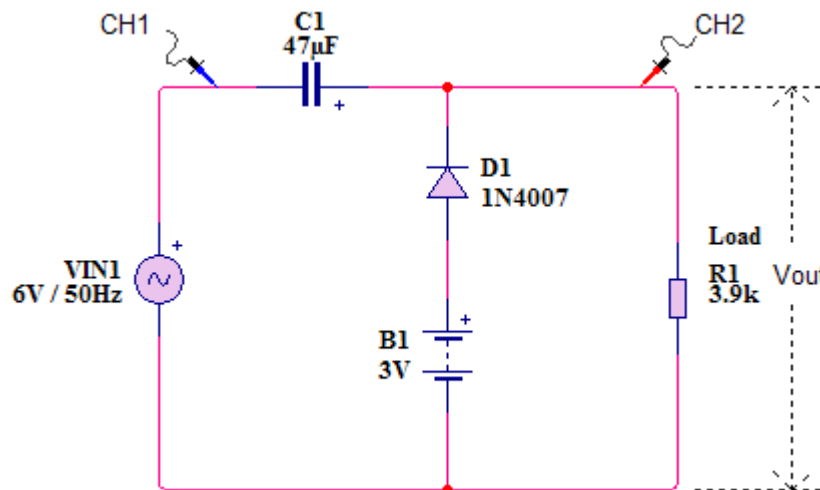 CH1
C1
47µF
+
CH2
D1
1N4007
+
VIN1
6V / 50Hz
+
B1
3V
Load
R1
3.9k
Vout